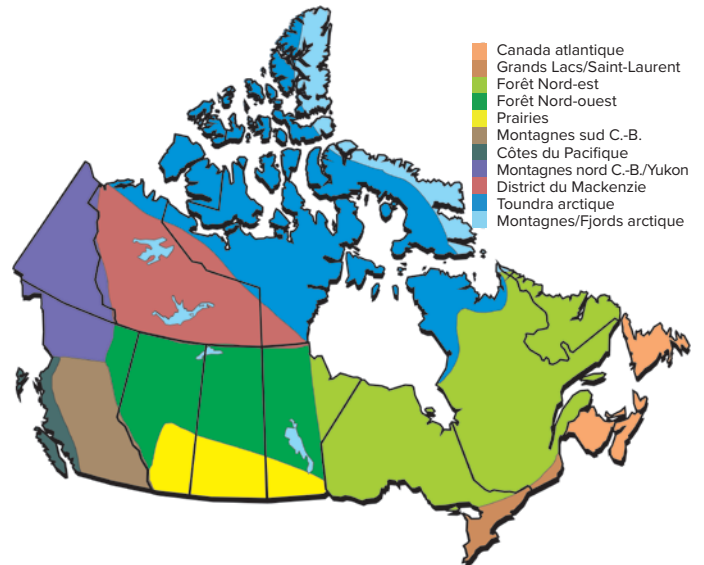 Canada atlantique
Grands Lacs/Saint-Laurent
Forêt Nord-est
Forêt Nord-ouest
Prairies
Montagnes sud C.-B.
Côtes du Pacifique
Montagnes nord C.-B./Yukon
District du Mackenzie
Toundra arctique
Montagnes/Fjords arctique